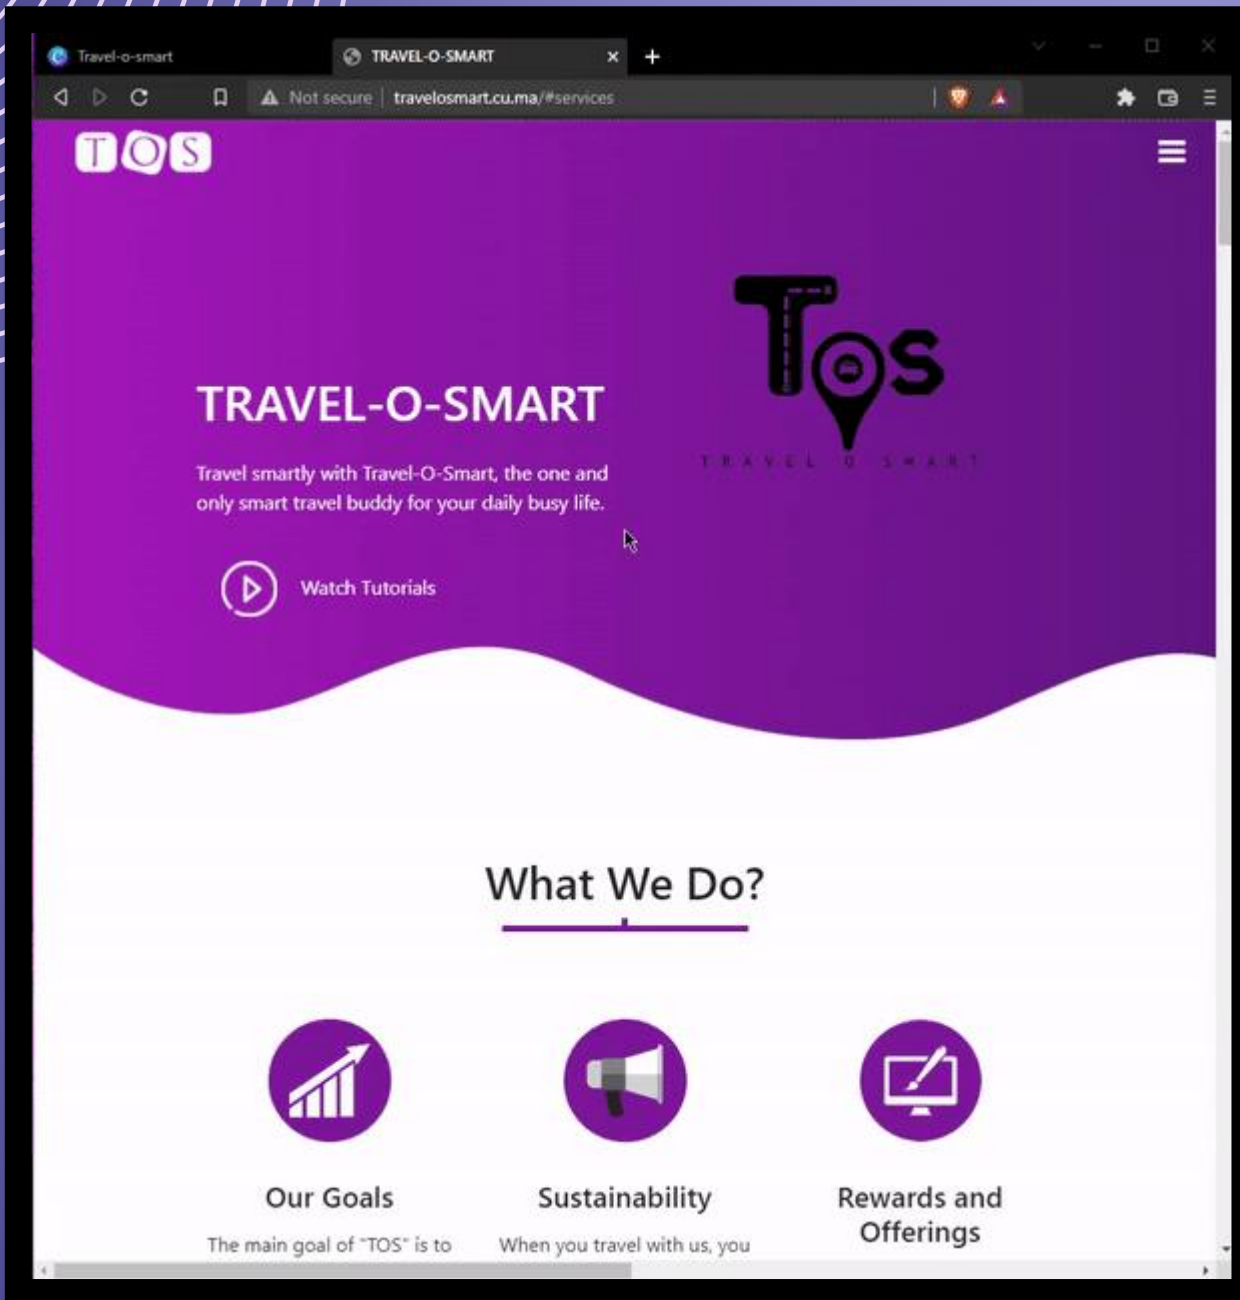 Travel-o-smart
TRAVEL-O-SMART
Not secure | travelosmart.cu.ma/#services
TOS
Tos
TRAVEL O SMART
TRAVEL-O-SMART
Travel smartly with Travel-O-Smart, the one and
only smart travel buddy for your daily busy life.
Watch Tutorials
What We Do?
Our Goals
Sustainability
Rewards and
Offerings
The main goal of "TOS" is to
When you travel with us, you